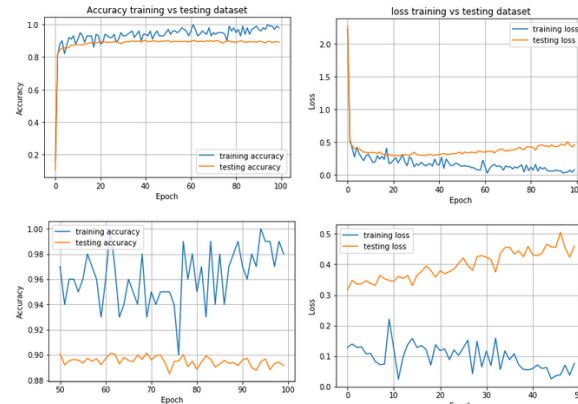 Accuracy training vs testing dataset
1.0
0.8
0.6
0.4
0.2
Accuracy
training accuracy
testing accuracy
0 20 40 60 80 100
Epoch
loss training vs testing dataset
training loss
testing loss
2.0
1.5
1.0
0.5
0.0
Loss
0 20 40 60 80 100
Epoch
training accuracy
testing accuracy
1.00
0.98
0.96
0.94
0.92
0.90
0.88
Accuracy
50 60 70 80 90 100
Epoch
training loss
testing loss
0.5
0.4
0.3
0.2
0.1
0.0
Loss
0 10 20 30 40